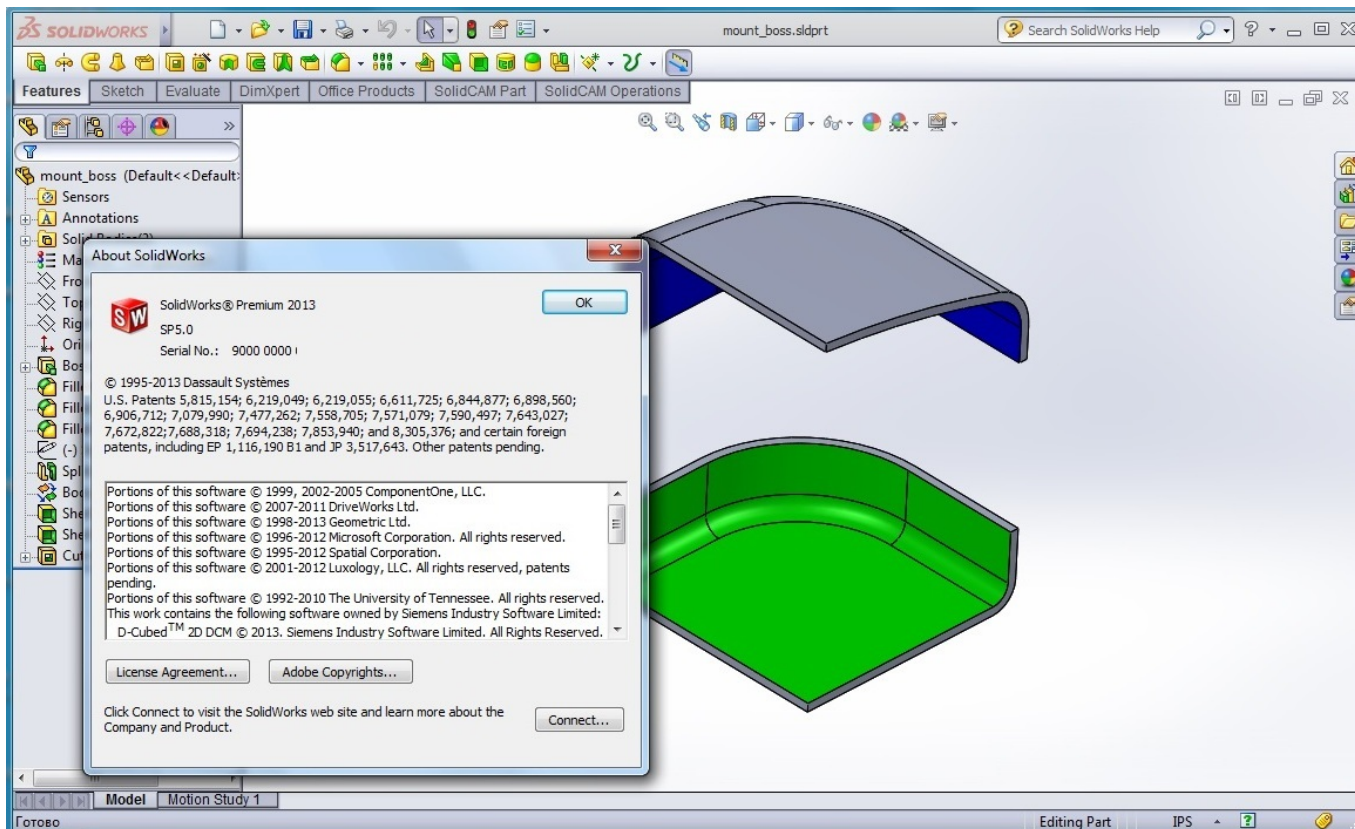 SOLIDWORKS
mount_boss.sldprt
Search SolidWorks Help
Features Sketch Evaluate DimXpert Office Products SolidCAM Part SolidCAM Operations
mount_boss (Default<<Default
Sensors
Annotations
About SolidWorks
SolidWorks® Premium 2013
OK
SP5.0
Serial No.: 9000 0000
© 1995-2013 Dassault Systèmes
U.S. Patents 5,815,154; 6,219,049; 6,219,055; 6,611,725; 6,844,877; 6,898,560;
6,906,712; 7,079,990; 7,477,262; 7,558,705; 7,571,079; 7,590,497; 7,643,027;
7,672,822;7,688,318; 7,694,238; 7,853,940; and 8,305,376; and certain foreign
patents, including EP 1,116,190 B1 and JP 3,517,643. Other patents pending.
Portions of this software © 1999, 2002-2005 ComponentOne, LLC.
Portions of this software © 2007-2011 DriveWorks Ltd.
Portions of this software © 1998-2013 Geometric Ltd.
Portions of this software © 1996-2012 Microsoft Corporation. All rights reserved.
Portions of this software © 1995-2012 Spatial Corporation.
Portions of this software © 2001-2012 Luxology, LLC. All rights reserved, patents
pending.
Portions of this software © 1992-2010 The University of Tennessee. All rights reserved.
This work contains the following software owned by Siemens Industry Software Limited:
D-Cubed™ 2D DCM © 2013. Siemens Industry Software Limited. All Rights Reserved.
License Agreement... Adobe Copyrights...
Click Connect to visit the SolidWorks web site and learn more about the
Company and Product.
Connect...
Model Motion Study 1
Готово
Editing Part IPS